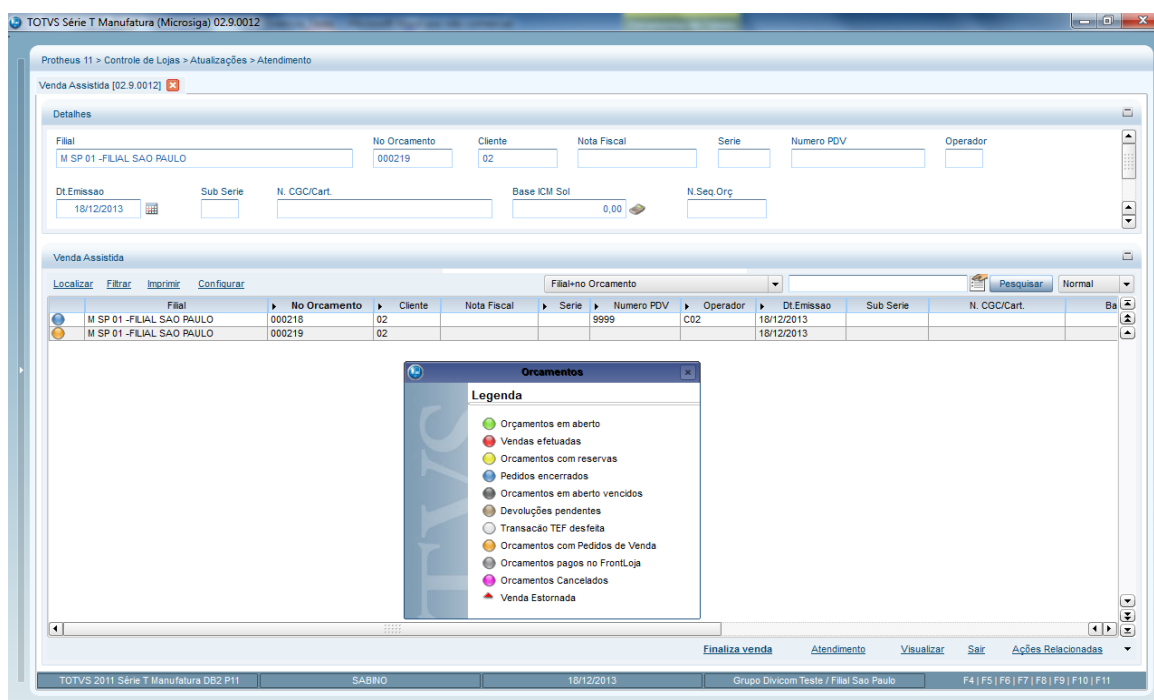 TOTVS Série T Manufatura (Microsiga) 02.9.0012
Protheus 11 > Controle de Lojas > Atualizações > Atendimento
Venda Assistida [02.9.0012]
Detalhes
Filial No Orcamento Cliente Nota Fiscal Serie Numero PDV Operador
M SP 01 -FILIAL SAO PAULO 000219 02
Dt.Emissao Sub Serie N. CGC/Cart. Base ICM Sol N.Seq.Orç
18/12/2013 0,00
Venda Assistida
Localizar Filtrar Imprimir Configurar Filial+no Orcamento Pesquisar Normal
Filial No Orcamento Cliente Nota Fiscal Serie Numero PDV Operador Dt.Emissao Sub Serie N. CGC/Cart. Ba
M SP 01 -FILIAL SAO PAULO 000218 02 9999 C02 18/12/2013
M SP 01 -FILIAL SAO PAULO 000219 02 18/12/2013
Orcamentos
Legenda
Orçamentos em aberto
Vendas efetuadas
Orcamentos com reservas
Pedidos encerrados
Orcamentos em aberto vencidos
Devoluções pendentes
Transacão TEF desfeita
Orcamentos com Pedidos de Venda
Orcamentos pagos no FrontLoja
Orcamentos Cancelados
Venda Estornada
TOTVS
Finaliza venda Atendimento Visualizar Sair Ações Relacionadas
TOTVS 2011 Série T Manufatura DB2 P11 SABINO 18/12/2013 Grupo Divicom Teste / Filial Sao Paulo F4 | F5 | F6 | F7 | F8 | F9 | F10 | F11